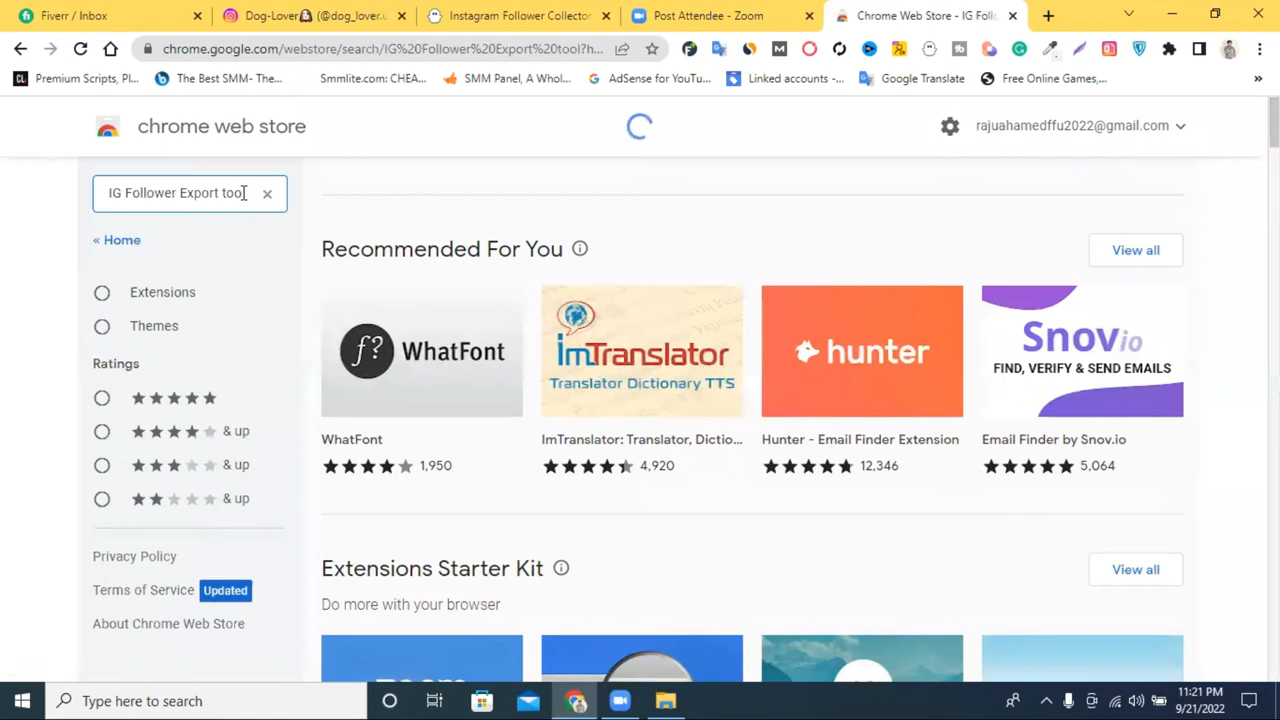 Fiverr / Inbox
Dog-Lover (@dog_lover.u
Instagram Follower Collector
Post Attendee - Zoom
Chrome Web Store - IG Follo
chrome.google.com/webstore/search/IG%20Follower%20Export%20tool?h...
Premium Scripts, Pl...
The Best SMM- The...
Smmlite.com: CHEA...
SMM Panel, A Whol...
AdSense for YouTu...
Linked accounts -...
Google Translate
Free Online Games,...
chrome web store
rajuahamedffu2022@gmail.com
IG Follower Export tool
« Home
Extensions
Themes
Ratings
& up
& up
& up
Privacy Policy
Terms of Service Updated
About Chrome Web Store
Recommended For You
View all
f? WhatFont
imTranslator
Translator Dictionary TTS
hunter
Snovio
FIND, VERIFY & SEND EMAILS
WhatFont
ImTranslator: Translator, Dictio...
Hunter - Email Finder Extension
Email Finder by Snov.io
1,950
4,920
12,346
5,064
Extensions Starter Kit
View all
Do more with your browser
zoom
Type here to search
11:21 PM
9/21/2022